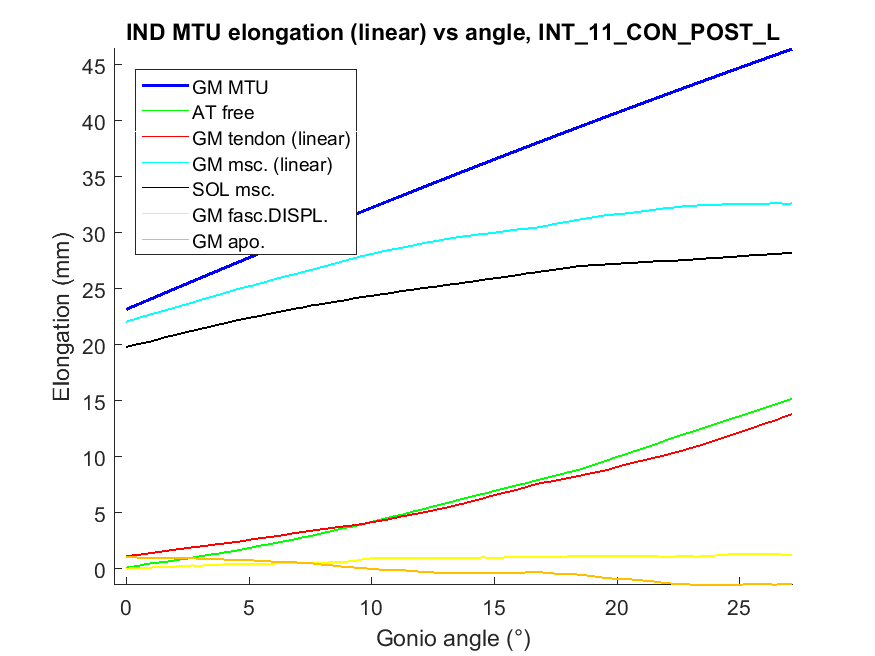 IND MTU elongation (linear) vs angle, INT_11_CON_POST_L
45
40
35
30
25
20
15
10
5
0
Elongation (mm)
GM MTU
AT free
GM tendon (linear)
GM msc. (linear)
SOL msc.
GM fasc.DISPL.
GM apo.
0 5 10 15 20 25
Gonio angle (°)